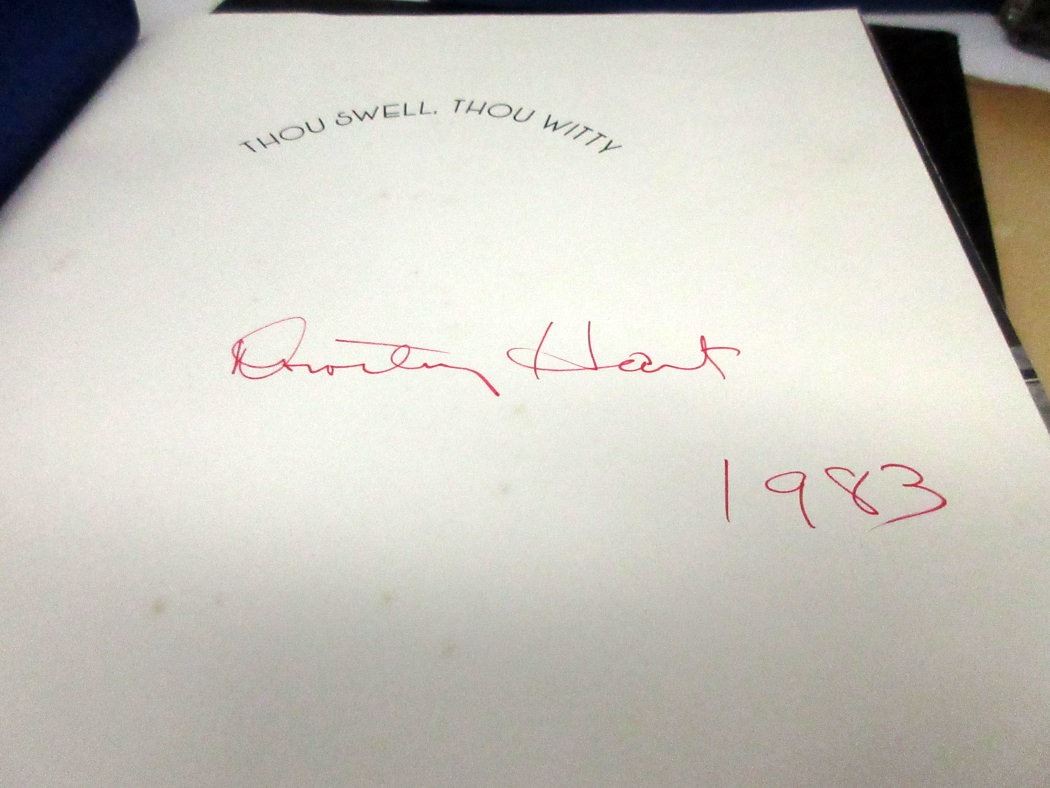 THOU SWELL, THOU WITTY
Dorothy Hart
1983